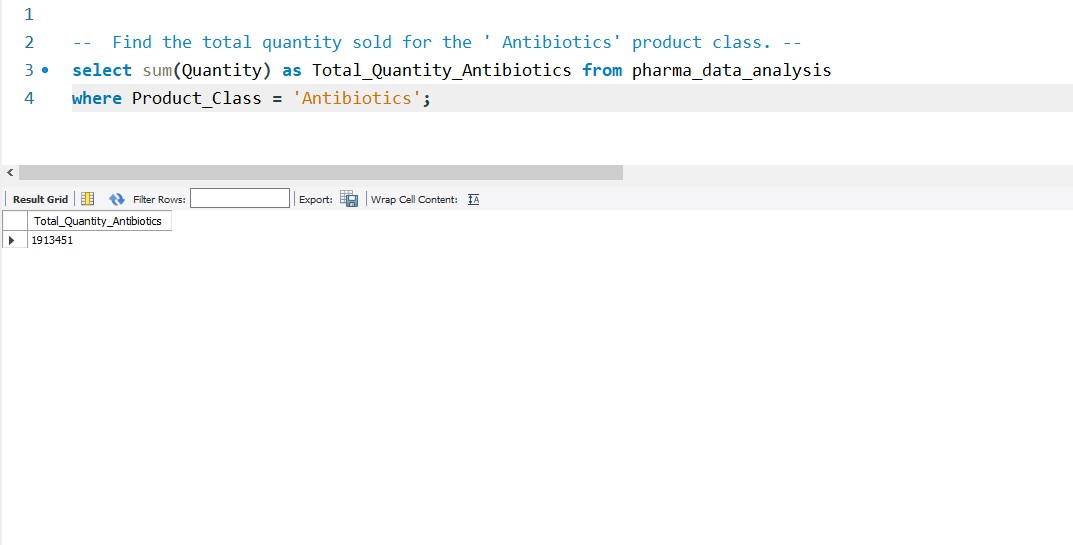 1
2 --  Find the total quantity sold for the ' Antibiotics' product class. --
3 select sum(Quantity) as Total_Quantity_Antibiotics from pharma_data_analysis
4 where Product_Class = 'Antibiotics';
Result Grid Filter Rows: Export: Wrap Cell Content:
Total_Quantity_Antibiotics
1913451